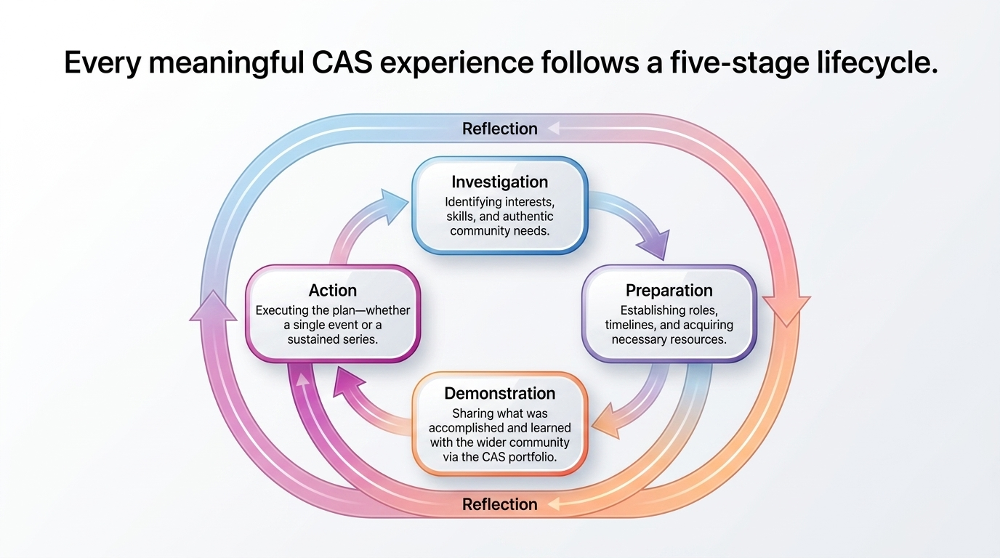 Every meaningful CAS experience follows a five-stage lifecycle.
Reflection
Investigation
Identifying interests,
skills, and authentic
community needs.
Action
Executing the plan—whether
a single event or a
sustained series.
Preparation
Establishing roles,
timelines, and acquiring
necessary resources.
Demonstration
Sharing what was
accomplished and learned
with the wider community
via the CAS portfolio.
Reflection